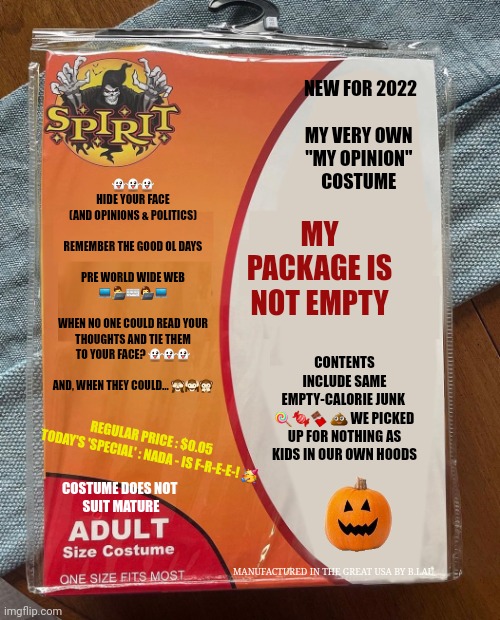 SPIRIT
👻👻👻
HIDE YOUR FACE
(AND OPINIONS & POLITICS)
REMEMBER THE GOOD OL DAYS
PRE WORLD WIDE WEB
WHEN NO ONE COULD READ YOUR
THOUGHTS AND TIE THEM
TO YOUR FACE? 👻👻👻
AND, WHEN THEY COULD... 🙈🙉🙊
REGULAR PRICE : $0.05
TODAY'S 'SPECIAL' : NADA - IS F-R-E-E-! 🥳
COSTUME DOES NOT
SUIT MATURE
ADULT
Size Costume
ONE SIZE FITS MOST
NEW FOR 2022
MY VERY OWN
"MY OPINION"
COSTUME
MY
PACKAGE IS
NOT EMPTY
CONTENTS
INCLUDE SAME
EMPTY-CALORIE JUNK
🍭🍬🍫💩 WE PICKED
UP FOR NOTHING AS
KIDS IN OUR OWN HOODS
MANUFACTURED IN THE GREAT USA BY
imgflip.com